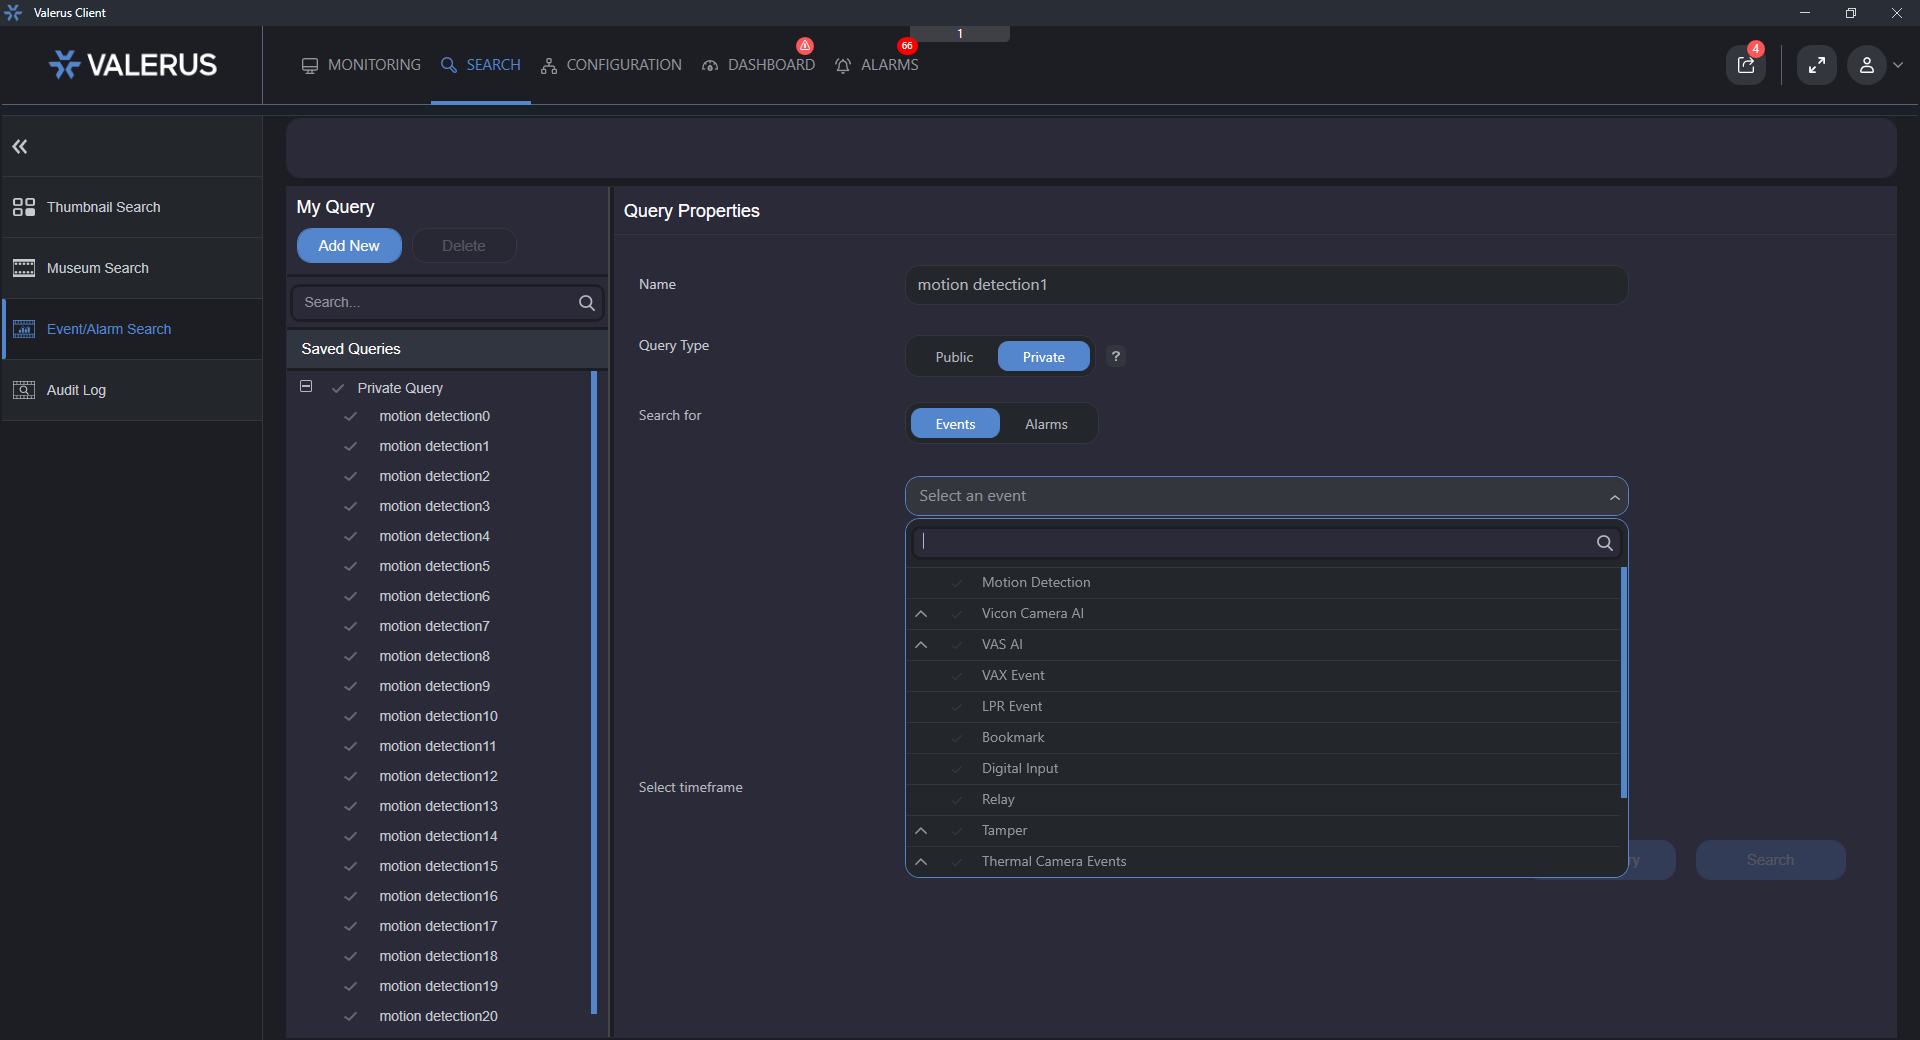 Valerus Client
1
VALERUS
MONITORING
SEARCH
CONFIGURATION
DASHBOARD
66
ALARMS
4
Thumbnail Search
Museum Search
Event/Alarm Search
Audit Log
My Query
Add New
Delete
Search...
Saved Queries
Private Query
motion detection0
motion detection1
motion detection2
motion detection3
motion detection4
motion detection5
motion detection6
motion detection7
motion detection8
motion detection9
motion detection10
motion detection11
motion detection12
motion detection13
motion detection14
motion detection15
motion detection16
motion detection17
motion detection18
motion detection19
motion detection20
Query Properties
Name
motion detection1
Query Type
Public
Private
?
Search for
Events
Alarms
Select an event
Motion Detection
Vicon Camera AI
VAS AI
VAX Event
LPR Event
Bookmark
Digital Input
Relay
Tamper
Thermal Camera Events
Select timeframe
Search